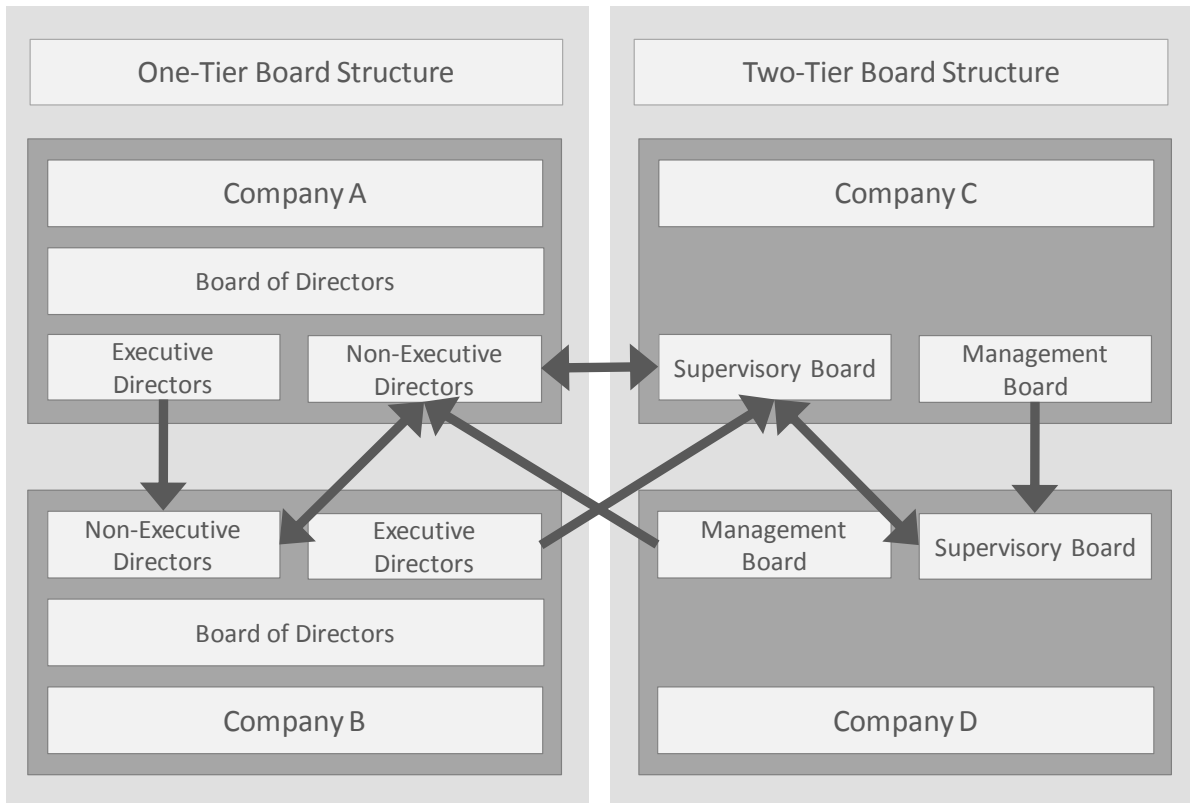 One-Tier Board Structure
Company A
Board of Directors
Executive
Directors
Non-Executive
Directors
Non-Executive
Directors
Executive
Directors
Board of Directors
Company B
Two-Tier Board Structure
Company C
Supervisory Board
Management
Board
Management
Board
Supervisory Board
Company D